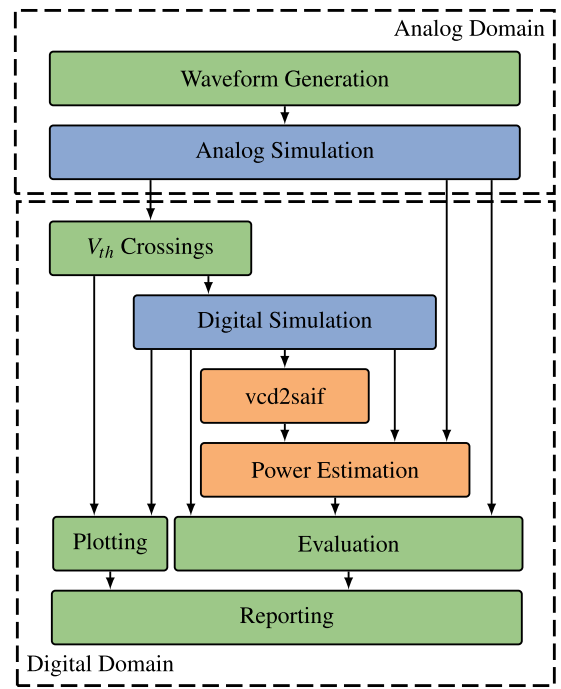 Analog Domain
Waveform Generation
Analog Simulation
V_th Crossings
Digital Simulation
vcd2saif
Power Estimation
Plotting
Evaluation
Reporting
Digital Domain